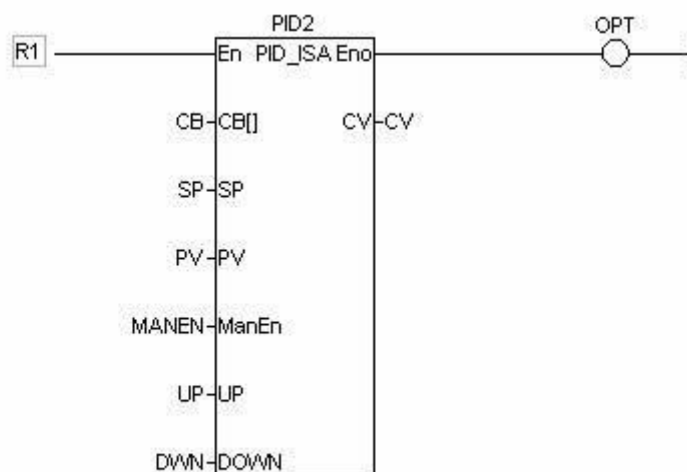 PID2
OPT
R1
En PID_ISA Eno
CB CB[] CV CV
SP SP
PV PV
MANEN ManEn
UP UP
DWN DOWN